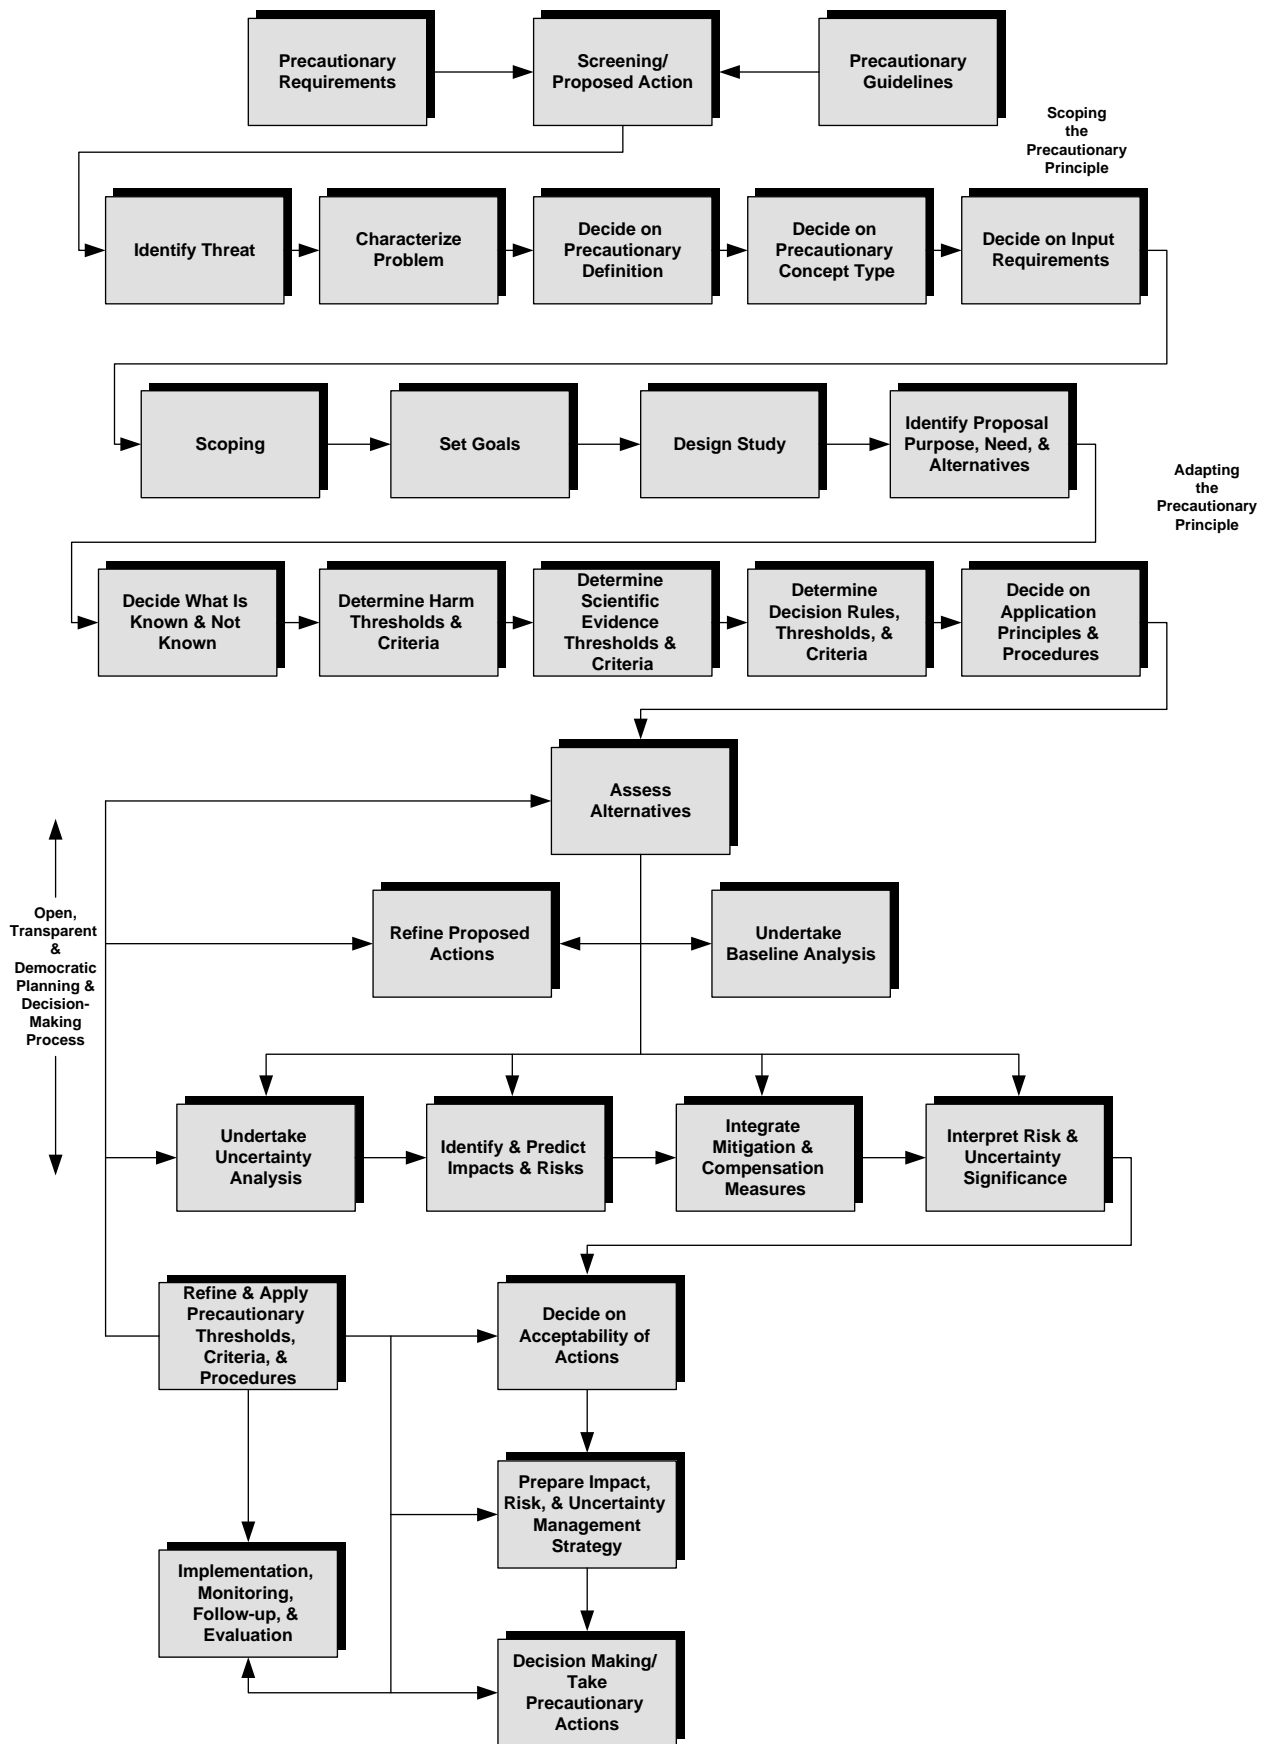 Precautionary
Requirements
Screening/
Proposed Action
Precautionary
Guidelines
Scoping
the
Precautionary
Principle
Identify Threat
Characterize
Problem
Decide on
Precautionary
Definition
Decide on
Precautionary
Concept Type
Decide on Input
Requirements
Scoping
Set Goals
Design Study
Identify Proposal
Purpose, Need, &
Alternatives
Adapting
the
Precautionary
Principle
Decide What Is
Known & Not
Known
Determine Harm
Thresholds &
Criteria
Determine
Scientific
Evidence
Thresholds &
Criteria
Determine
Decision Rules,
Thresholds, &
Criteria
Decide on
Application
Principles &
Procedures
Assess
Alternatives
Open,
Transparent
&
Democratic
Planning &
Decision-
Making
Process
Refine Proposed
Actions
Undertake
Baseline Analysis
Undertake
Uncertainty
Analysis
Identify & Predict
Impacts & Risks
Integrate
Mitigation &
Compensation
Measures
Interpret Risk &
Uncertainty
Significance
Refine & Apply
Precautionary
Thresholds,
Criteria, &
Procedures
Decide on
Acceptability of
Actions
Prepare Impact,
Risk, & Uncertainty
Management
Strategy
Implementation,
Monitoring,
Follow-up, &
Evaluation
Decision Making/
Take
Precautionary
Actions